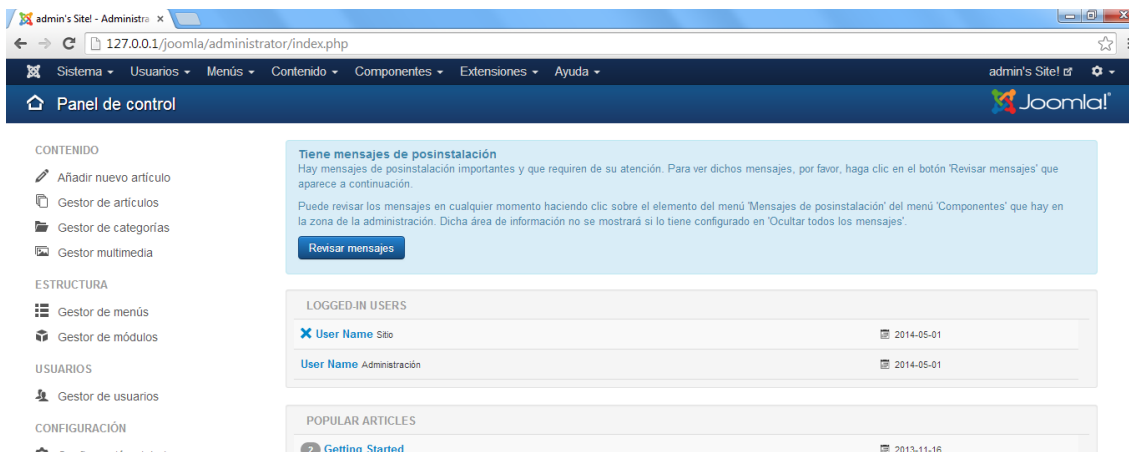 admin's Site! - Administra
127.0.0.1/joomla/administrator/index.php
Sistema Usuarios Menús Contenido Componentes Extensiones Ayuda admin's Site!
Panel de control Joomla!
CONTENIDO
Añadir nuevo artículo
Gestor de artículos
Gestor de categorías
Gestor multimedia
ESTRUCTURA
Gestor de menús
Gestor de módulos
USUARIOS
Gestor de usuarios
CONFIGURACIÓN
Tiene mensajes de posinstalación
Hay mensajes de posinstalación importantes y que requiren de su atención. Para ver dichos mensajes, por favor, haga clic en el botón 'Revisar mensajes' que
aparece a continuación.
Puede revisar los mensajes en cualquier momento haciendo clic sobre el elemento del menú 'Mensajes de posinstalación' del menú 'Componentes' que hay en
la zona de la administración. Dicha área de información no se mostrará si lo tiene configurado en 'Ocultar todos los mensajes'.
Revisar mensajes
LOGGED-IN USERS
User Name Sitio 2014-05-01
User Name Administración 2014-05-01
POPULAR ARTICLES
2 Getting Started 2013-11-16